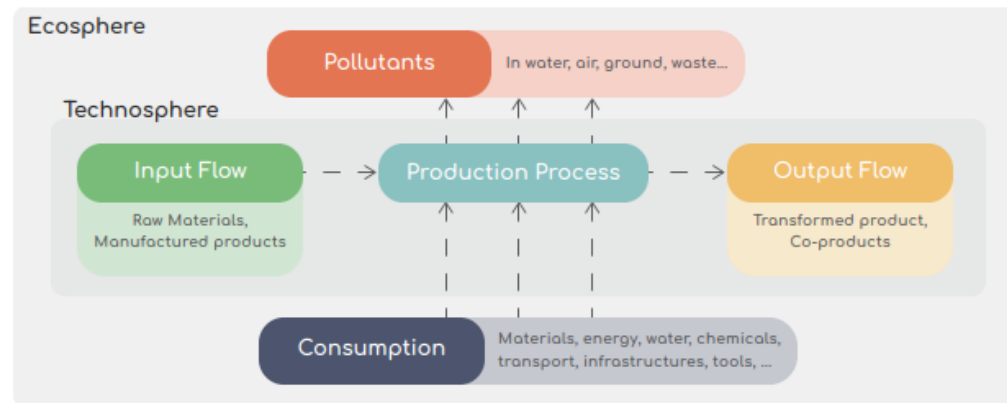 Ecosphere
Pollutants
In water, air, ground, waste...
Technosphere
Input Flow
Raw Materials,
Manufactured products
Production Process
Output Flow
Transformed product,
Co-products
Consumption
Materials, energy, water, chemicals,
transport, infrastructures, tools, ...